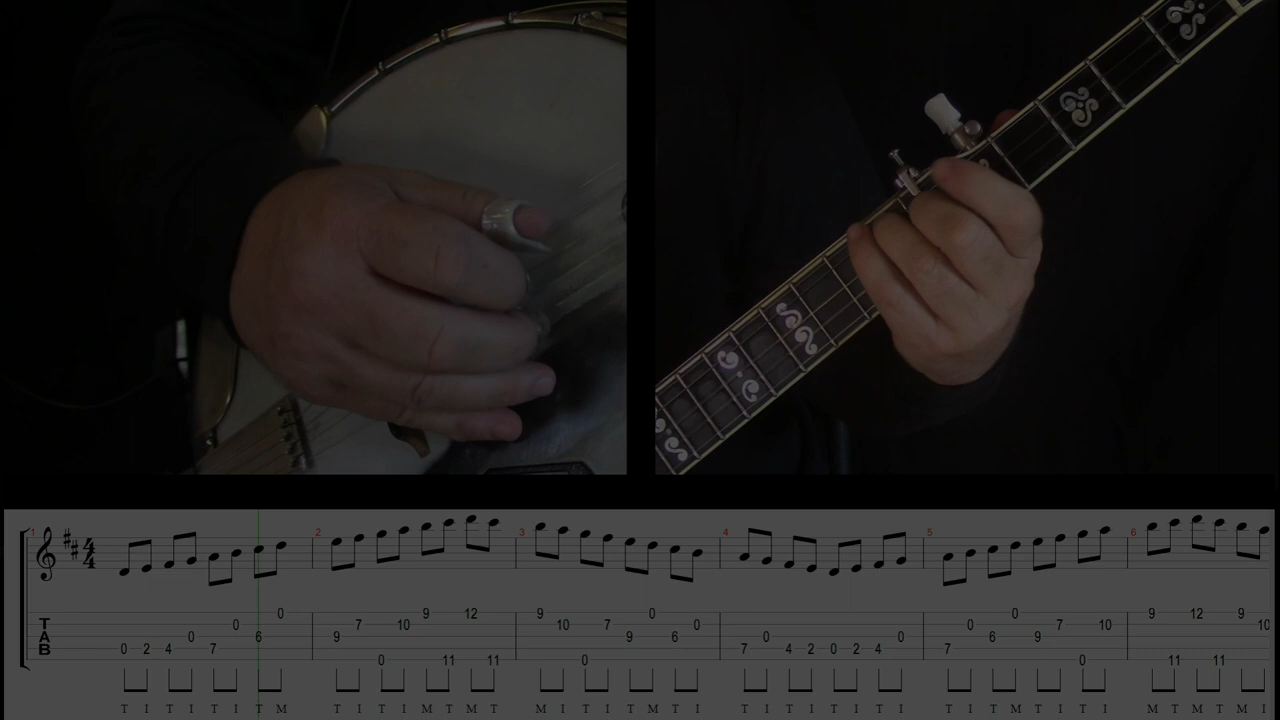 1 2 3 4 5 6
4
4
T
A
B
0 9 12 9 0 9 12 9
0 7 10 10 7 0 0 7 10 10
0 6 9 9 6 0 0 6 9
0 2 4 7 7 4 2 0 2 4 7
0 11 11 0 0 11 11
T I T I T I T M T I T I M T M T M I T I T M T I T I T I T I T I T I T M T I T I M T M T M I